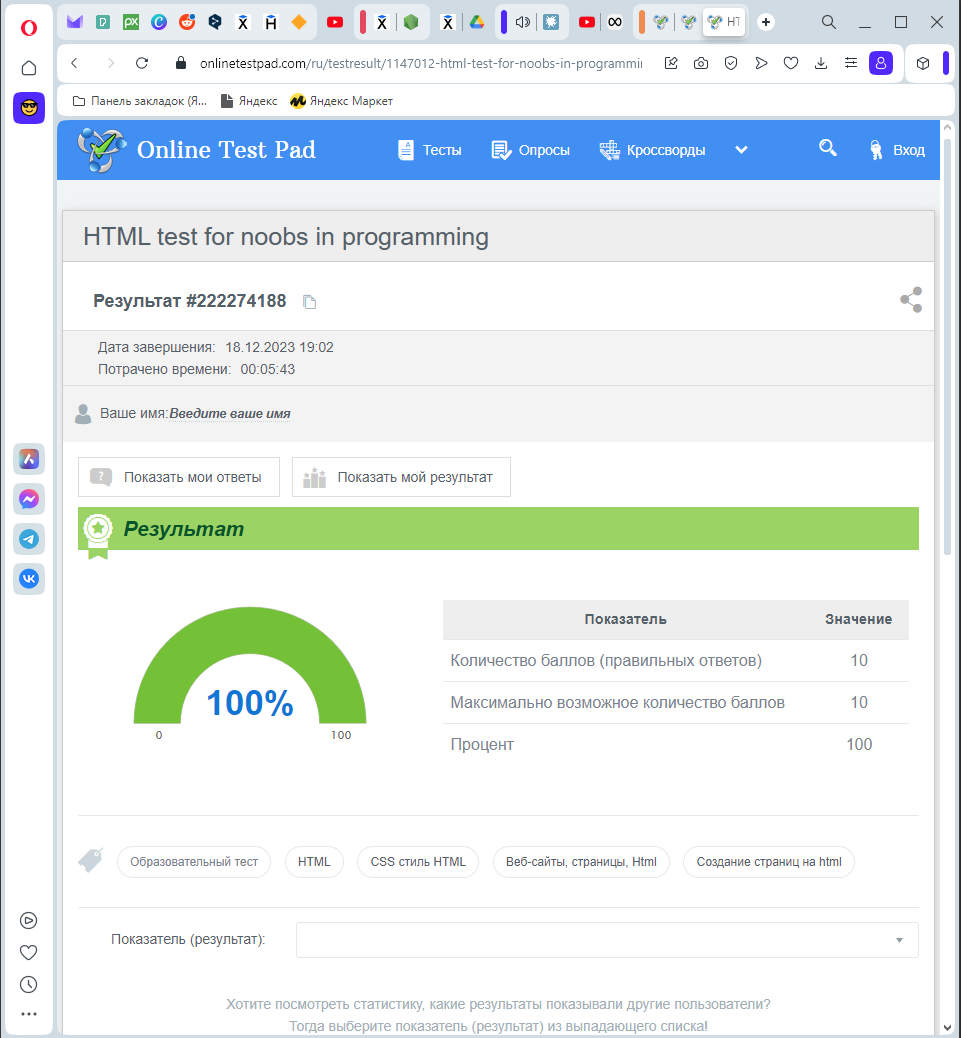 HT
onlinetestpad.com/ru/testresult/1147012-html-test-for-noobs-in-programmin
Панель закладок (Я... Яндекс Яндекс Маркет
Online Test Pad Тесты Опросы Кроссворды Вход
HTML test for noobs in programming
Результат #222274188
Дата завершения: 18.12.2023 19:02
Потрачено времени: 00:05:43
Ваше имя:Введите ваше имя
Показать мои ответы Показать мой результат
Результат
Показатель Значение
Количество баллов (правильных ответов) 10
Максимально возможное количество баллов 10
Процент 100
100%
0 100
Образовательный тест HTML CSS стиль HTML Веб-сайты, страницы, Html Создание страниц на html
Показатель (результат):
Хотите посмотреть статистику, какие результаты показывали другие пользователи?
Тогда выберите показатель (результат) из выпадающего списка!